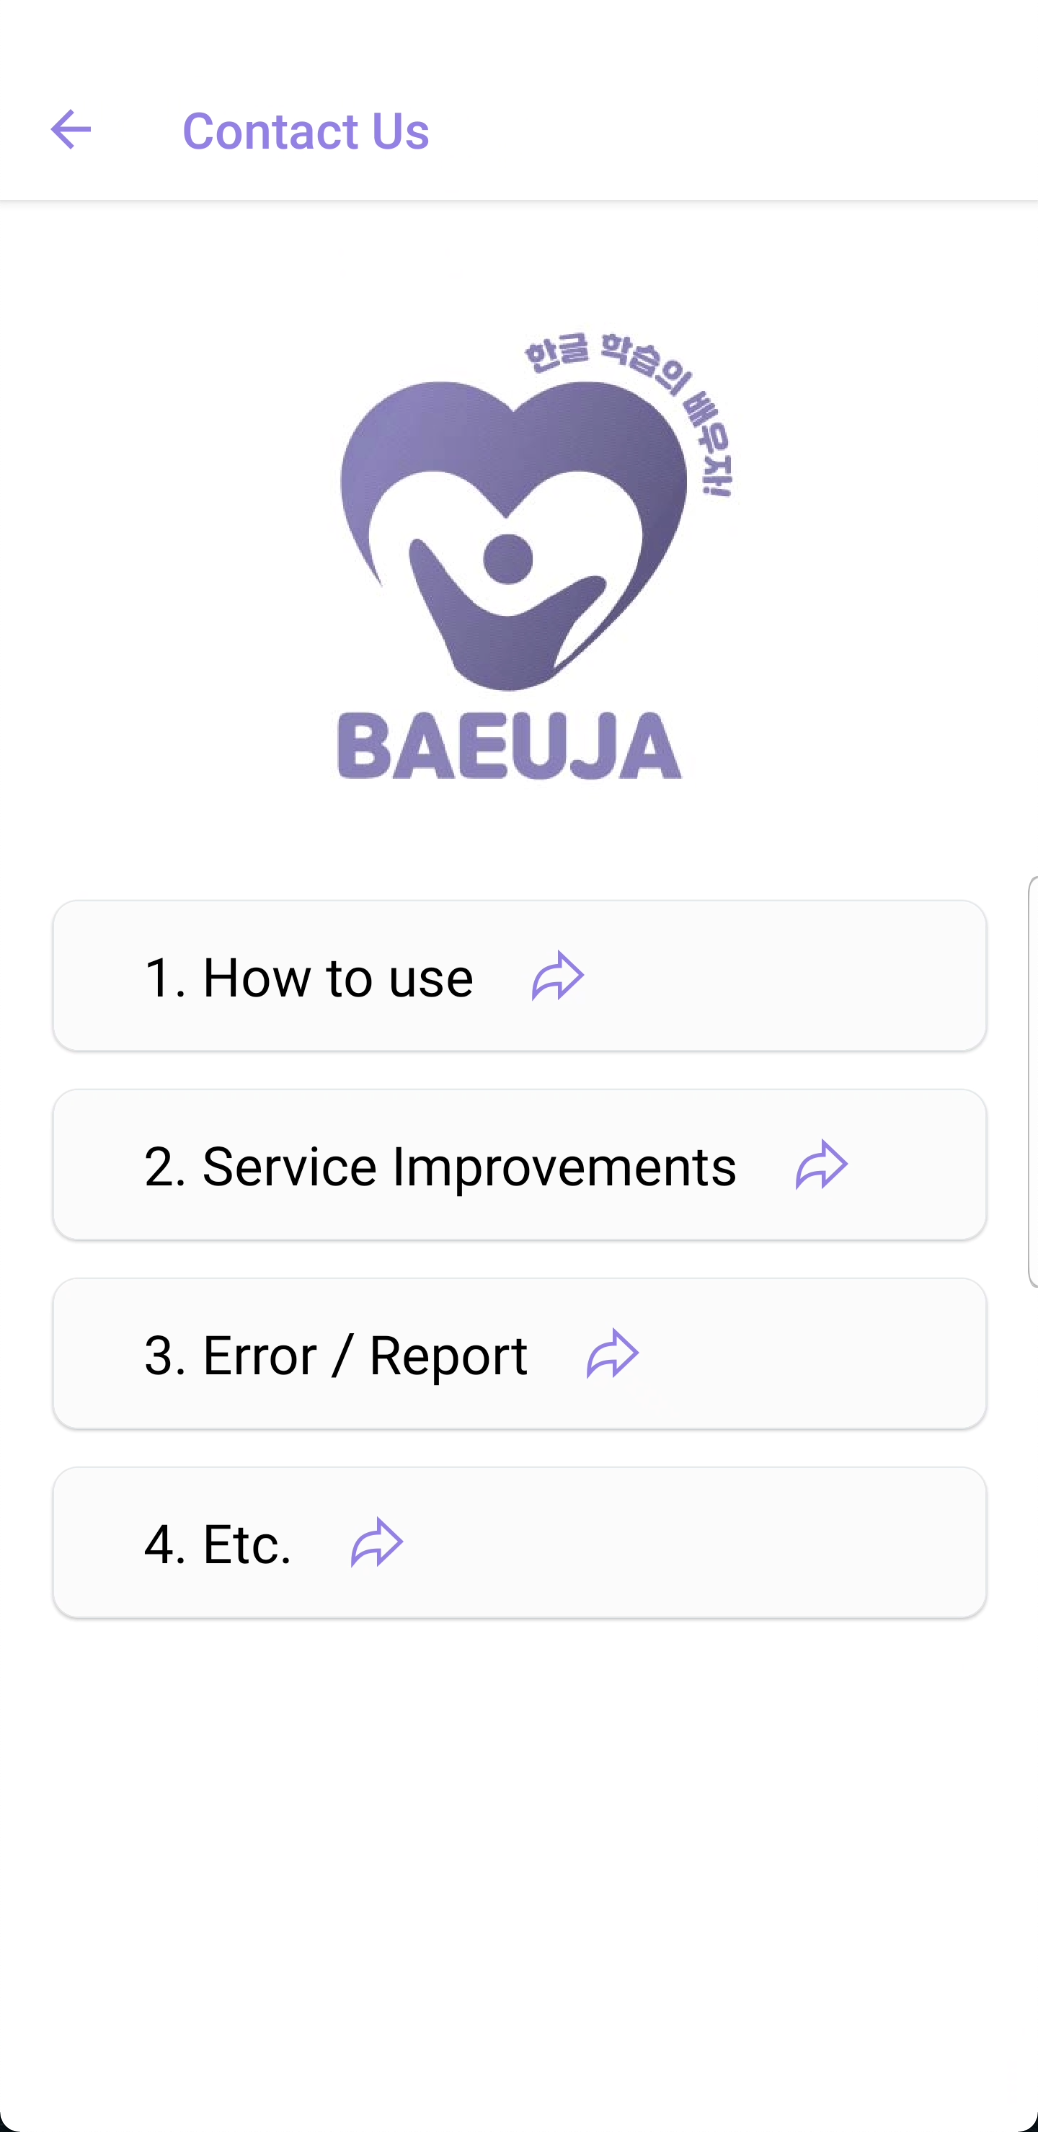 Contact Us
한글 학습의 배우자!
BAEUJA
1. How to use
2. Service Improvements
3. Error / Report
4. Etc.